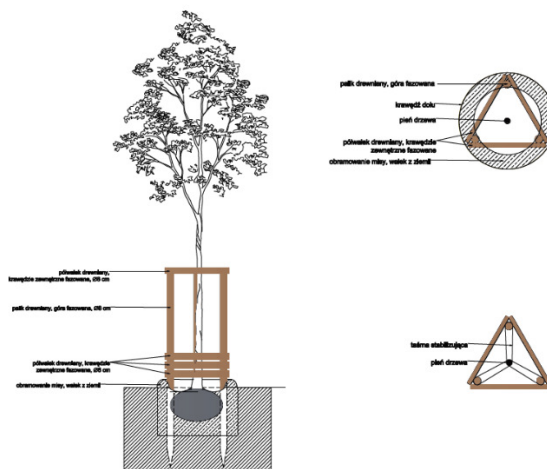 palik drewniany, góra fazowana
krawędź dołu
pień drzewa
półwałek drewniany, krawędzie
zewnętrzne fazowane
obramowanie misy, wałek z ziemi
półwałek drewniany,
krawędzie zewnętrzne fazowana, Ø8 cm
palik drewniany, góra fazowana, Ø8 cm
półwałek drewniany, krawędzie
zewnętrzne fazowana, Ø8 cm
obramowanie misy, wałek z ziemi
taśma stabilizująca
pień drzewa